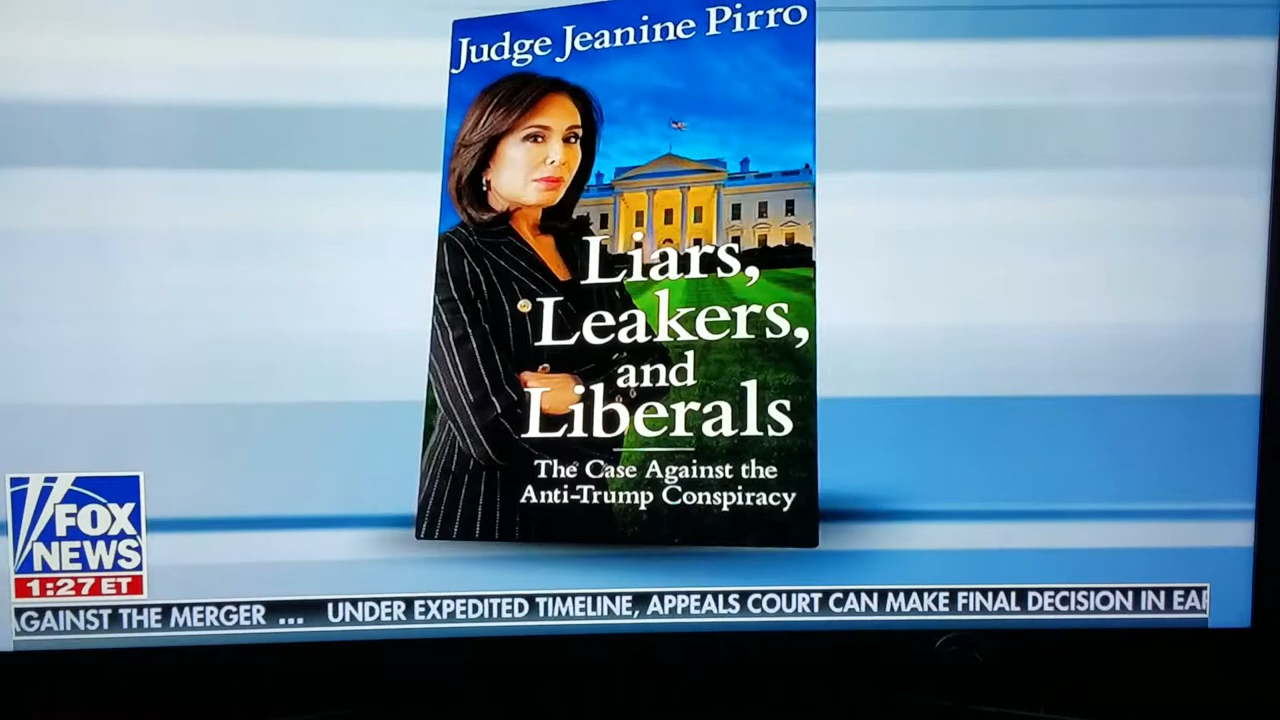 Judge Jeanine Pirro
Liars,
Leakers,
and
Liberals
The Case Against the
Anti-Trump Conspiracy
FOX
NEWS
1:27 ET
AGAINST THE MERGER ... UNDER EXPEDITED TIMELINE, APPEALS COURT CAN MAKE FINAL DECISION IN